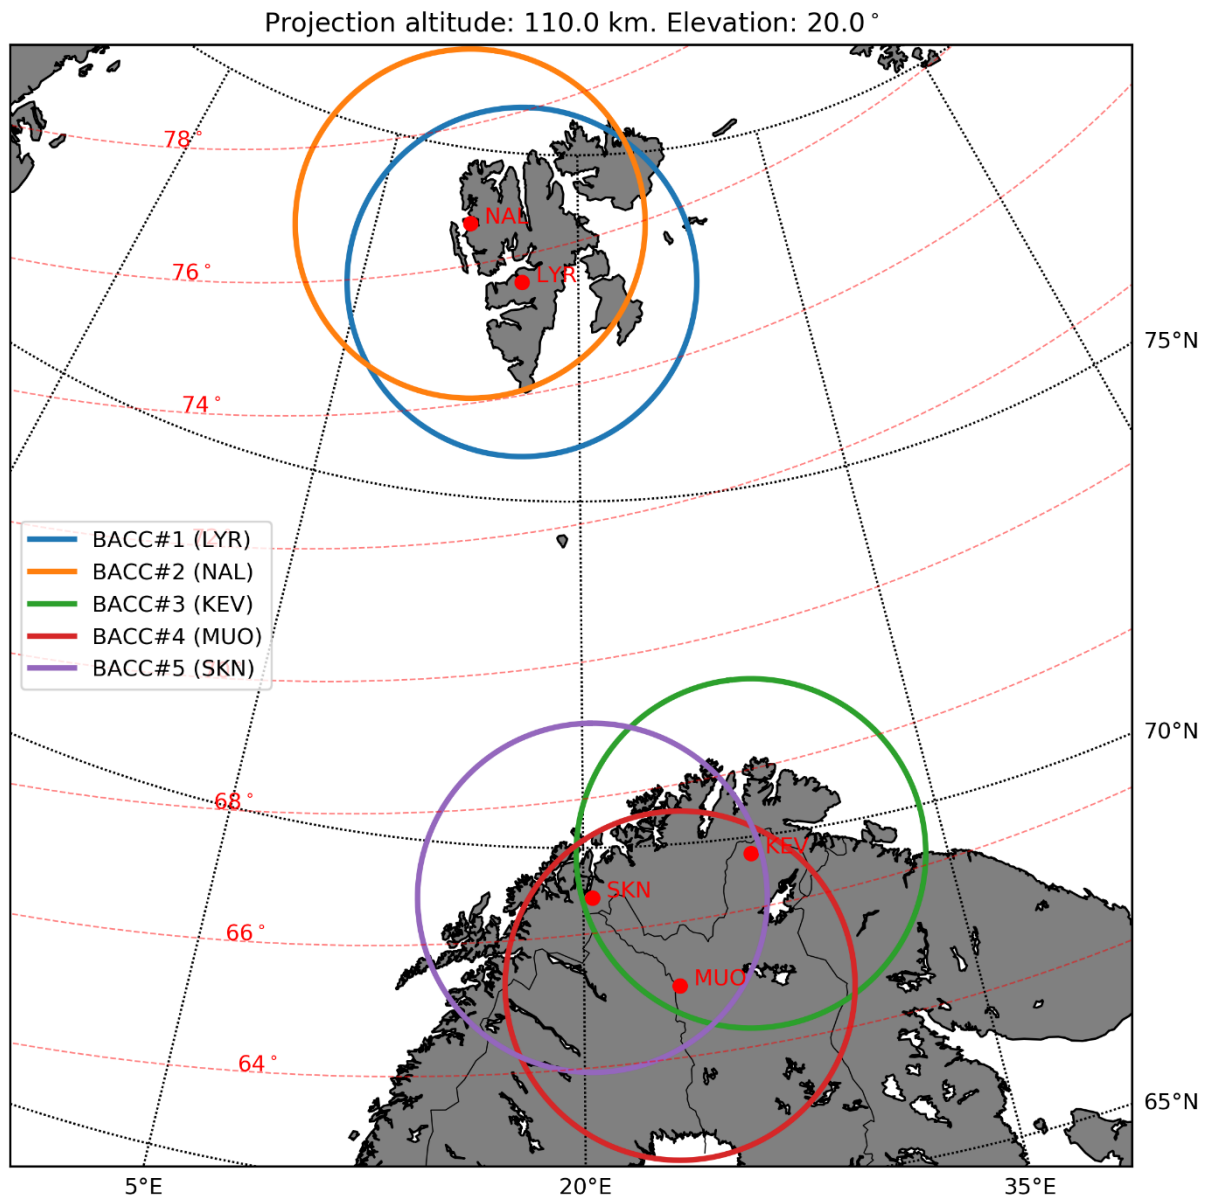 Projection altitude: 110.0 km. Elevation: 20.0°
78°
NAL
76°
LYR
75°N
74°
72°
BACC#1 (LYR)
BACC#2 (NAL)
BACC#3 (KEV)
BACC#4 (MUO)
BACC#5 (SKN)
70°N
68°
KEV
SKN
66°
MUO
64°
65°N
5°E
20°E
35°E